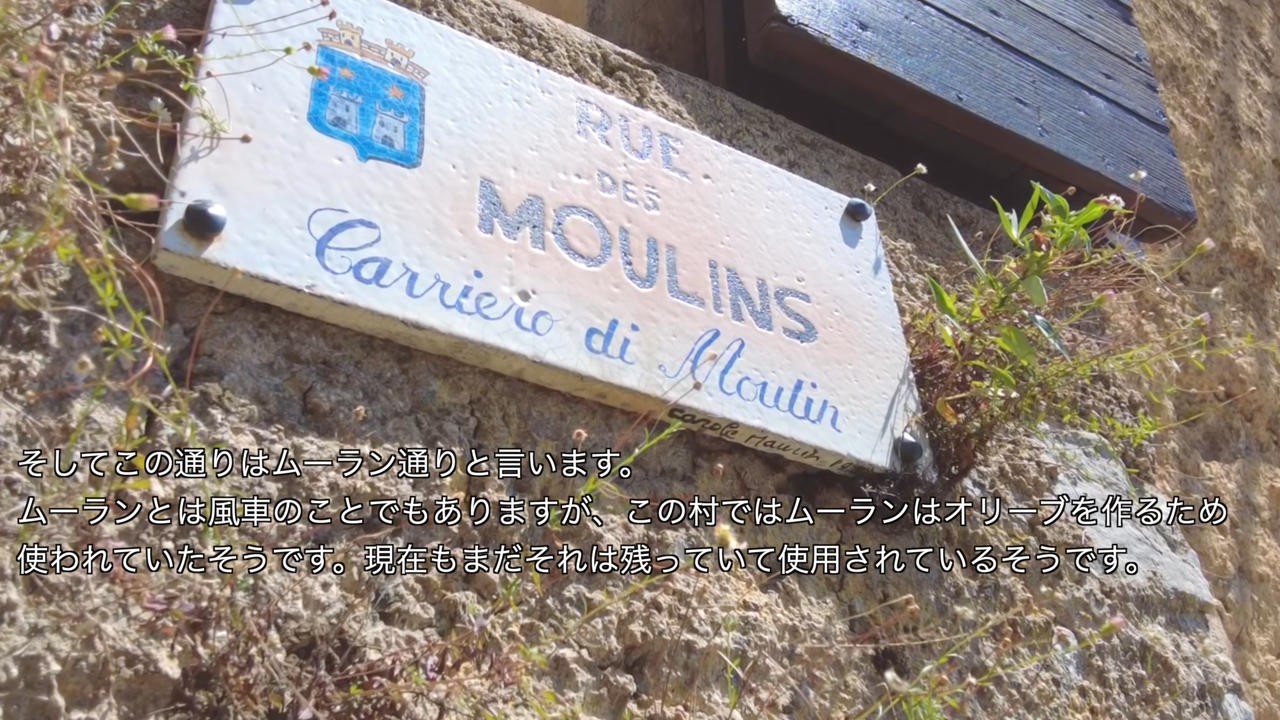 RUE
DES
MOULINS
Carriero di Moulin
そしてこの通りはムーラン通りと言います。
ムーランとは風車のことでもありますが、この村ではムーランはオリーブを作るため
使われていたそうです。現在もまだそれは残っていて使用されているそうです。